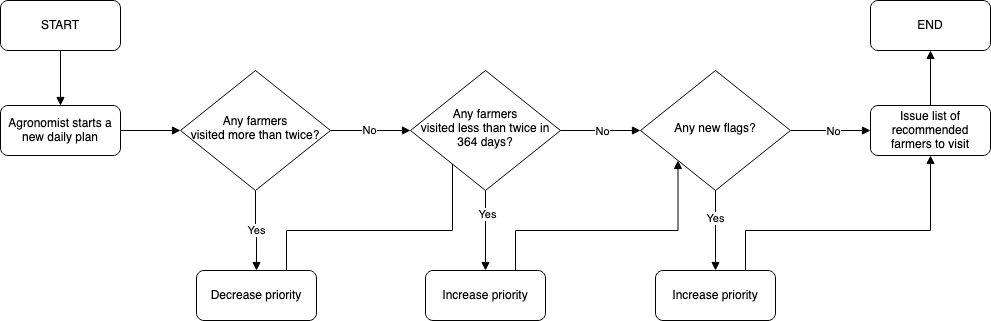 START
END
Agronomist starts a
new daily plan
Any farmers
visited more than twice?
No
Any farmers
visited less than twice in
364 days?
No
Any new flags?
No
Issue list of
recommended
farmers to visit
Yes
Yes
Yes
Decrease priority
Increase priority
Increase priority